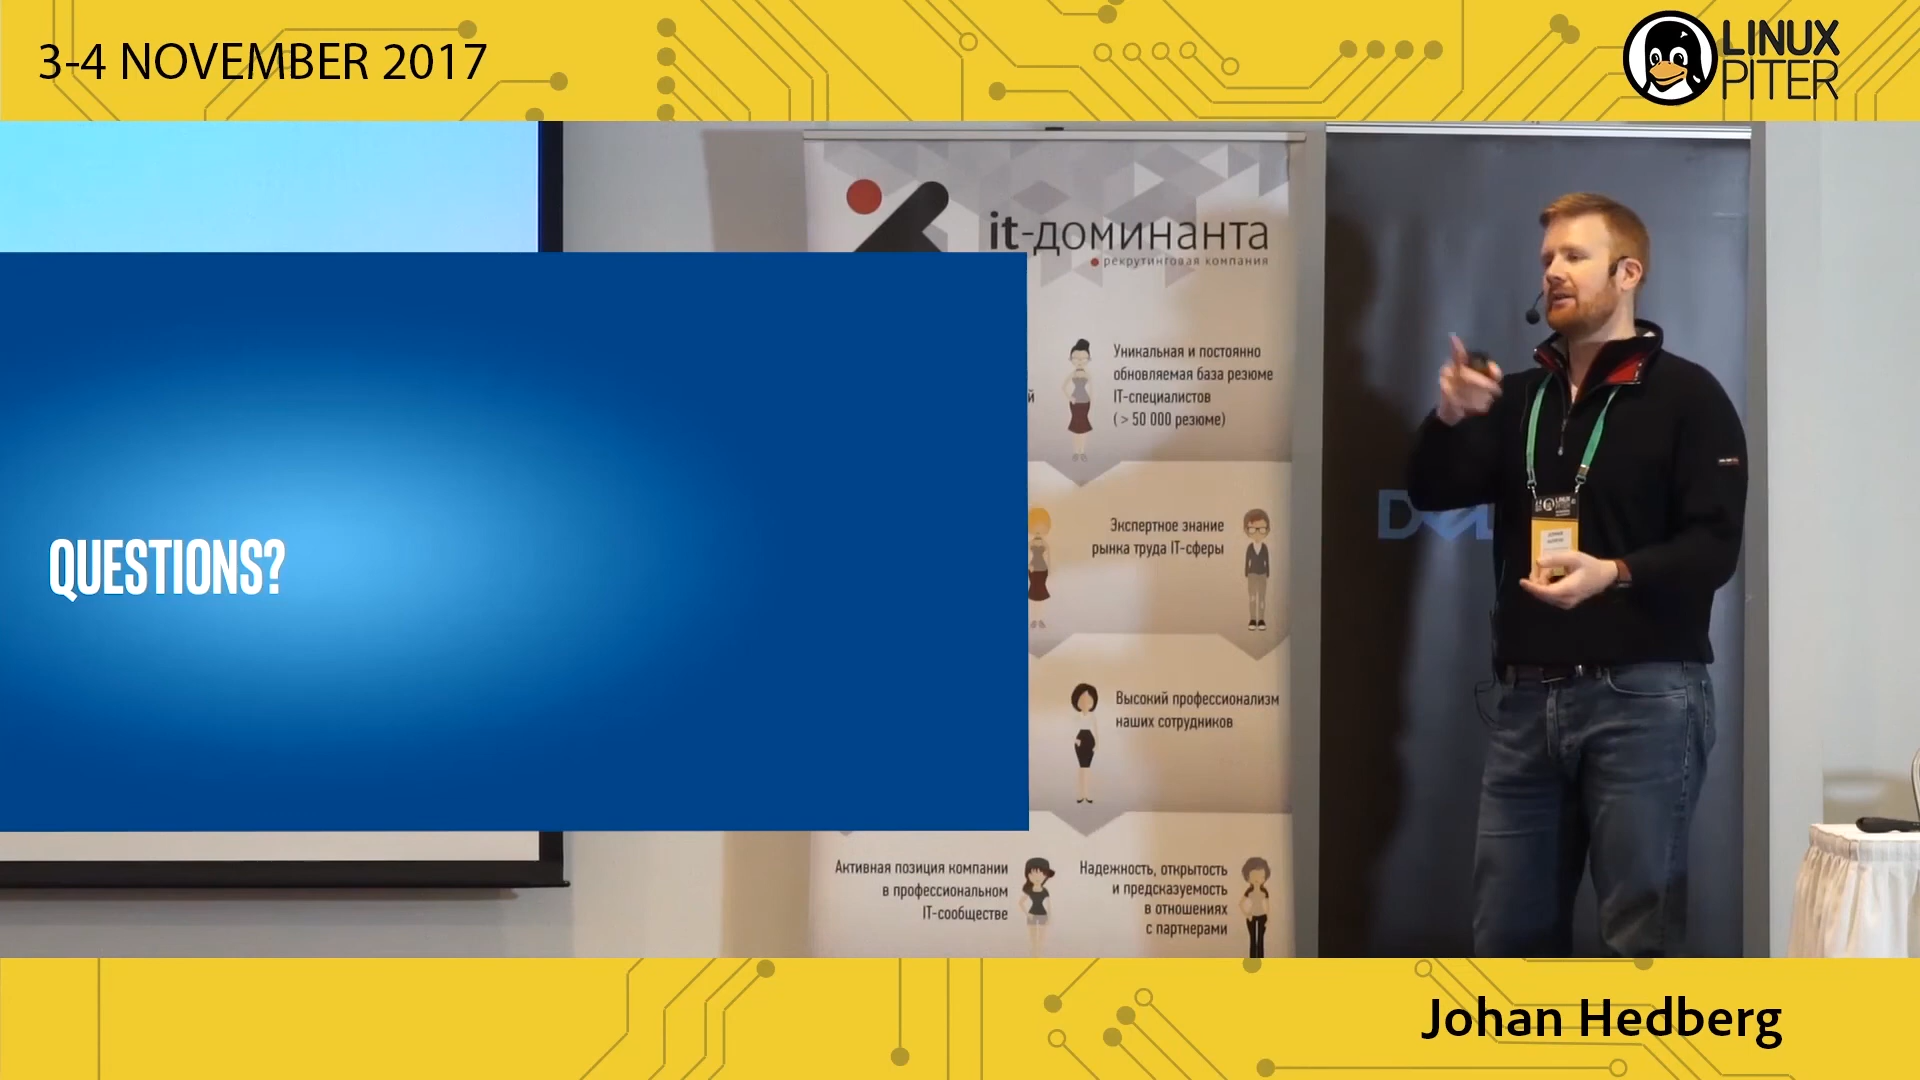 3-4 NOVEMBER 2017
LINUX
PITER
it-доминанта
рекрутинговая компания
Уникальная и постоянно
обновляемая база резюме
IT-специалистов
( > 50 000 резюме)
й
QUESTIONS?
Экспертное знание
рынка труда IT-сферы
LINUX
PITER
Высокий профессионализм
наших сотрудников
Активная позиция компании
в профессиональном
IT-сообществе
Надежность, открытость
и предсказуемость
в отношениях
с партнерами
Johan Hedberg